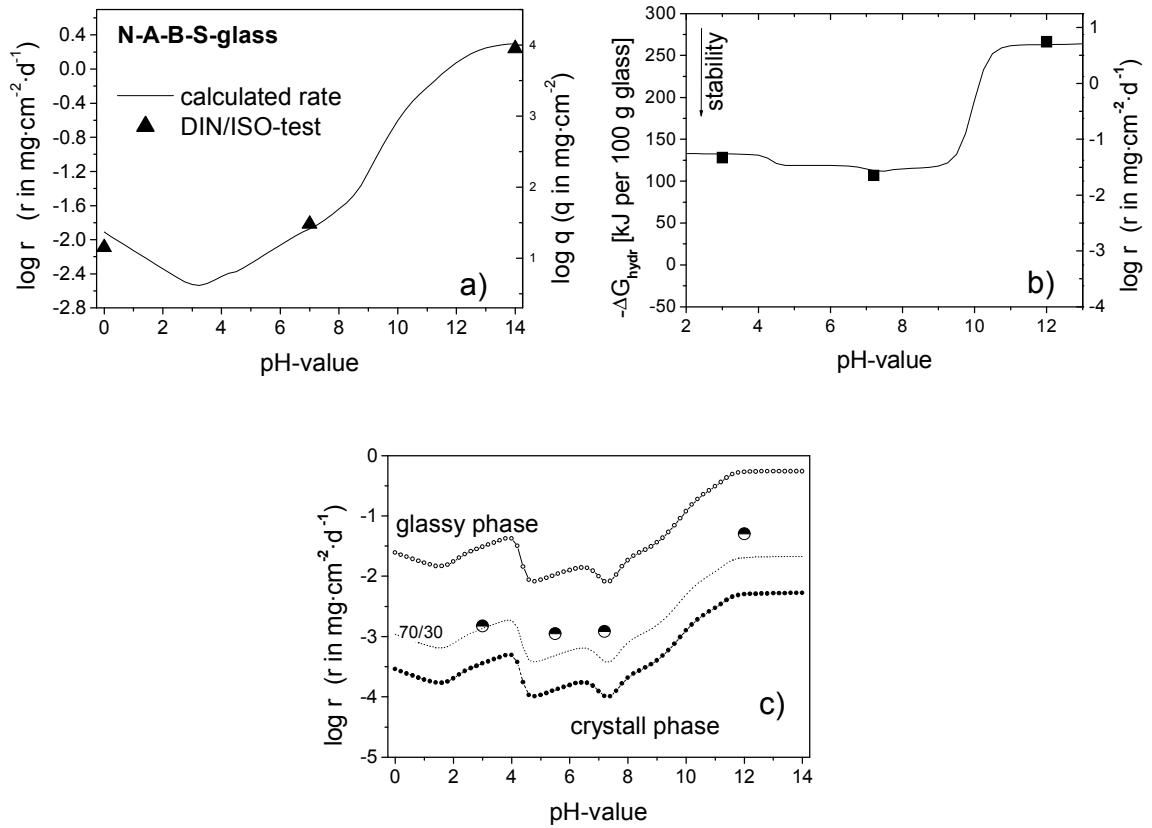 N-A-B-S-glass
calculated rate
DIN/ISO-test
0.4
0.0
-0.4
-0.8
-1.2
-1.6
-2.0
-2.4
-2.8
log r (r in mg·cm⁻²·d⁻¹)
4
3
2
1
log q (q in mg·cm⁻²)
0 2 4 6 8 10 12 14
pH-value
a)
300
250
200
150
100
50
0
-50
-ΔG_hydr [kJ per 100 g glass]
stability
1
0
-1
-2
-3
-4
log r (r in mg·cm⁻²·d⁻¹)
2 4 6 8 10 12
pH-value
b)
0
-1
-2
-3
-4
-5
log r (r in mg·cm⁻²·d⁻¹)
glassy phase
70/30
crystall phase
c)
0 2 4 6 8 10 12 14
pH-value